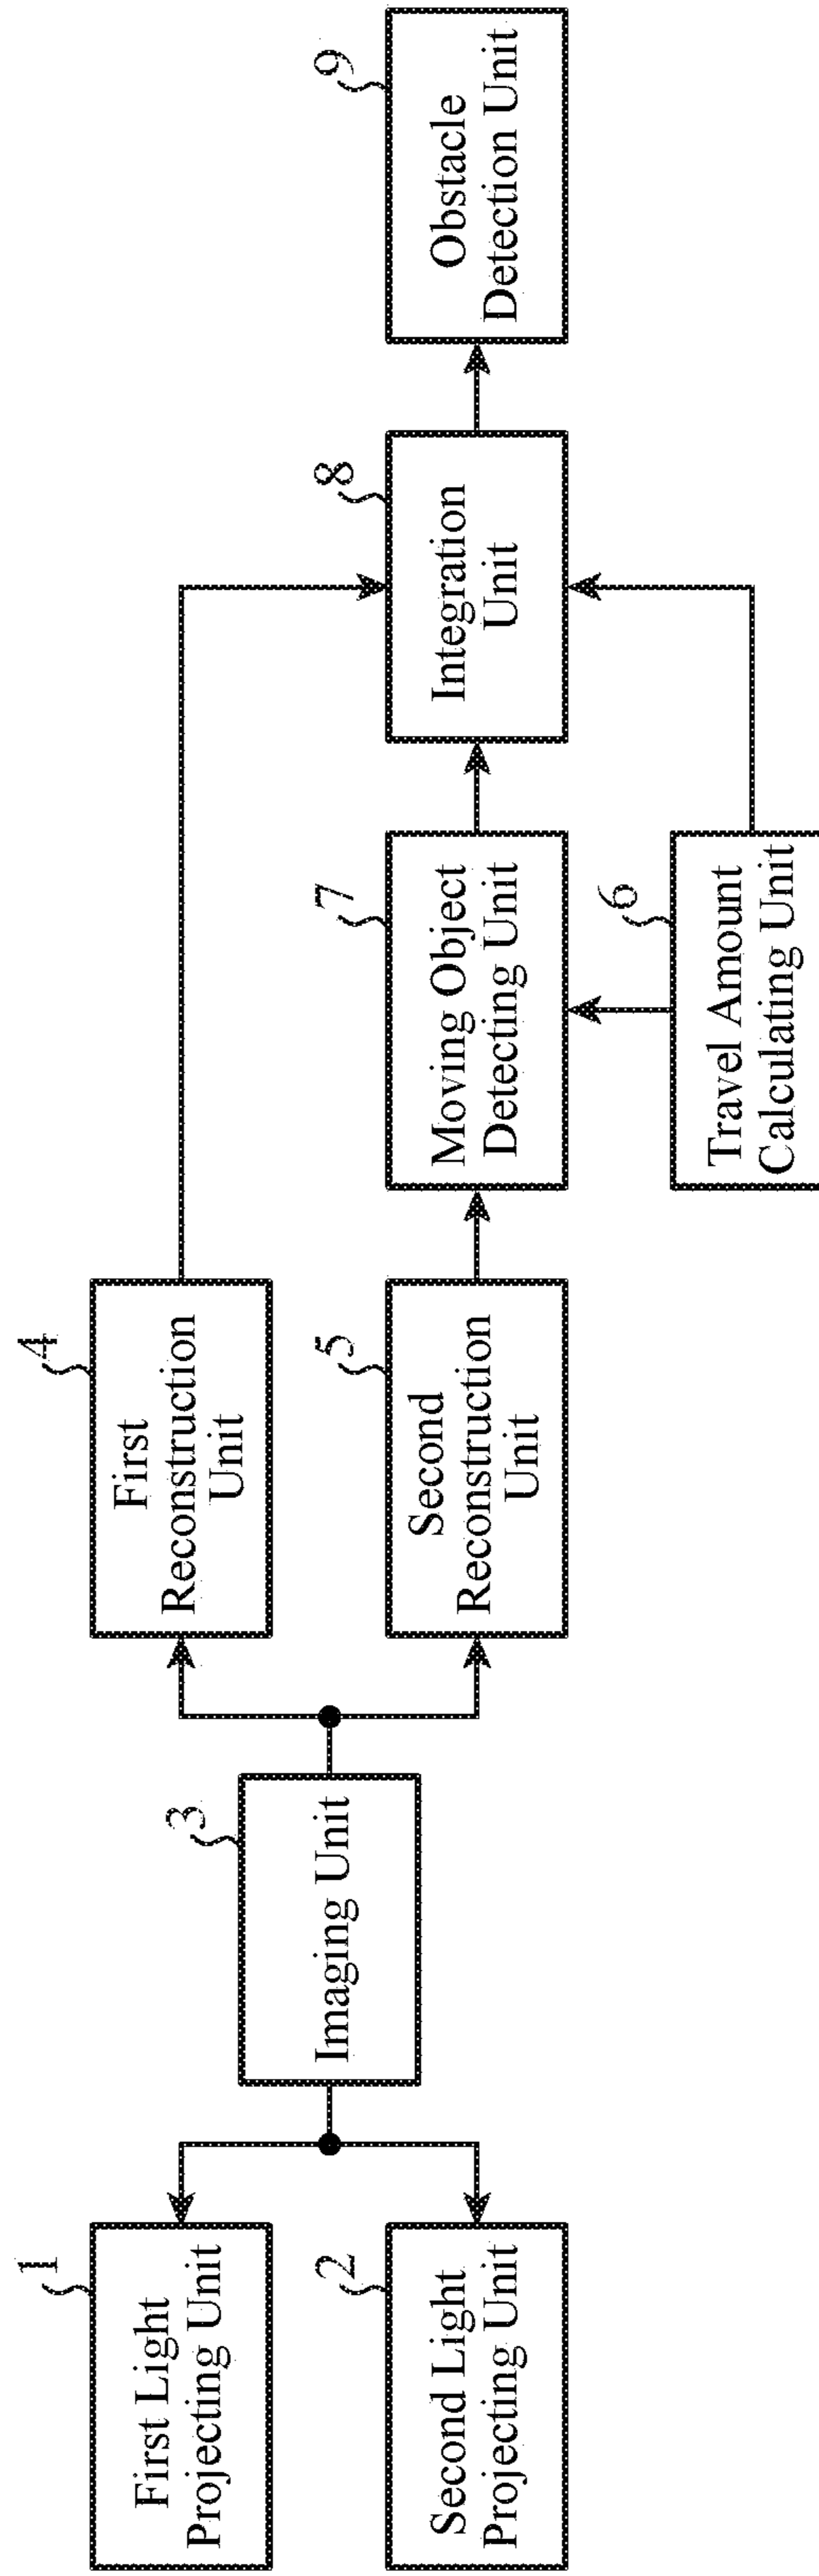 1
First Light
Projecting Unit
2
Second Light
Projecting Unit
3
Imaging Unit
4
First
Reconstruction
Unit
5
Second
Reconstruction
Unit
6
Travel Amount
Calculating Unit
7
Moving Object
Detecting Unit
8
Integration
Unit
9
Obstacle
Detection Unit